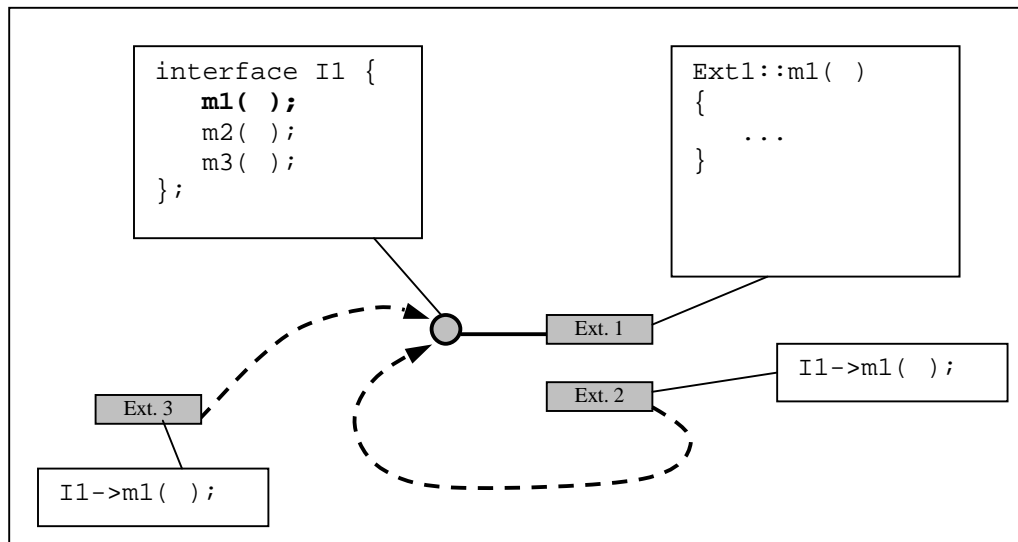 interface I1 {
m1( );
m2( );
m3( );
};
Ext1::m1( )
{
...
}
Ext. 1
I1->m1( );
Ext. 2
Ext. 3
I1->m1( );